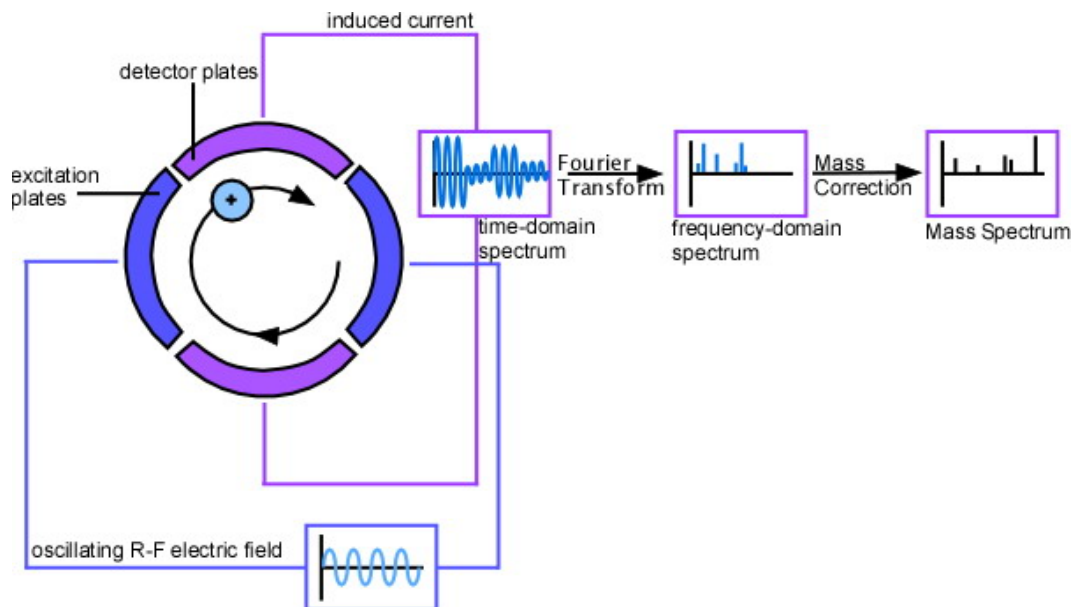 induced current
detector plates
excitation
plates
+
Fourier
Transform
Mass
Correction
time-domain
spectrum
frequency-domain
spectrum
Mass Spectrum
oscillating R-F electric field